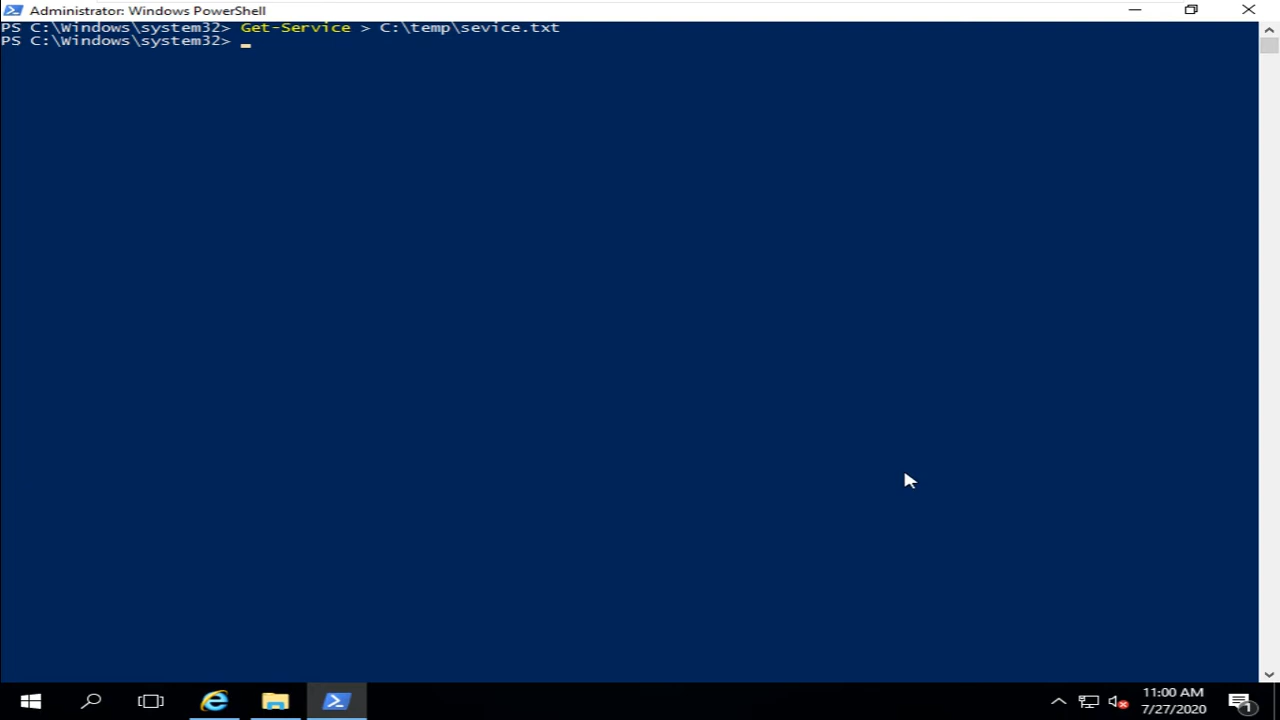 Administrator: Windows PowerShell
PS C:\Windows\system32> Get-Service > C:\temp\sevice.txt
PS C:\Windows\system32>
11:00 AM
7/27/2020
1